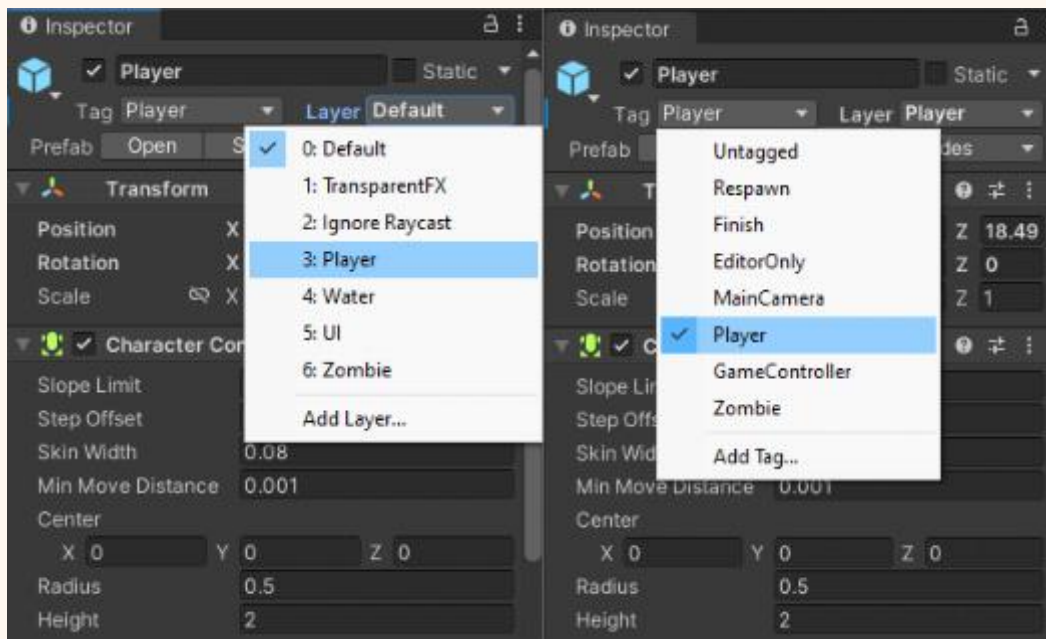 Inspector
Player Static
Tag Player Layer Default
Prefab Open S
0: Default
1: TransparentFX
2: Ignore Raycast
3: Player
4: Water
5: UI
6: Zombie
Add Layer...
Transform
Position X
Rotation X
Scale X
Character Con
Slope Limit
Step Offset
Skin Width 0.08
Min Move Distance 0.001
Center
X 0 Y 0 Z 0
Radius 0.5
Height 2
Inspector
Player Static
Tag Player Layer Player
Prefab des
Untagged
Respawn
Finish
EditorOnly
MainCamera
Player
GameController
Zombie
Add Tag...
T
Position Z 18.49
Rotation Z 0
Scale Z 1
C
Slope Lir
Step Offs
Skin Wid
Min Move Distance 0.001
Center
X 0 Y 0 Z 0
Radius 0.5
Height 2